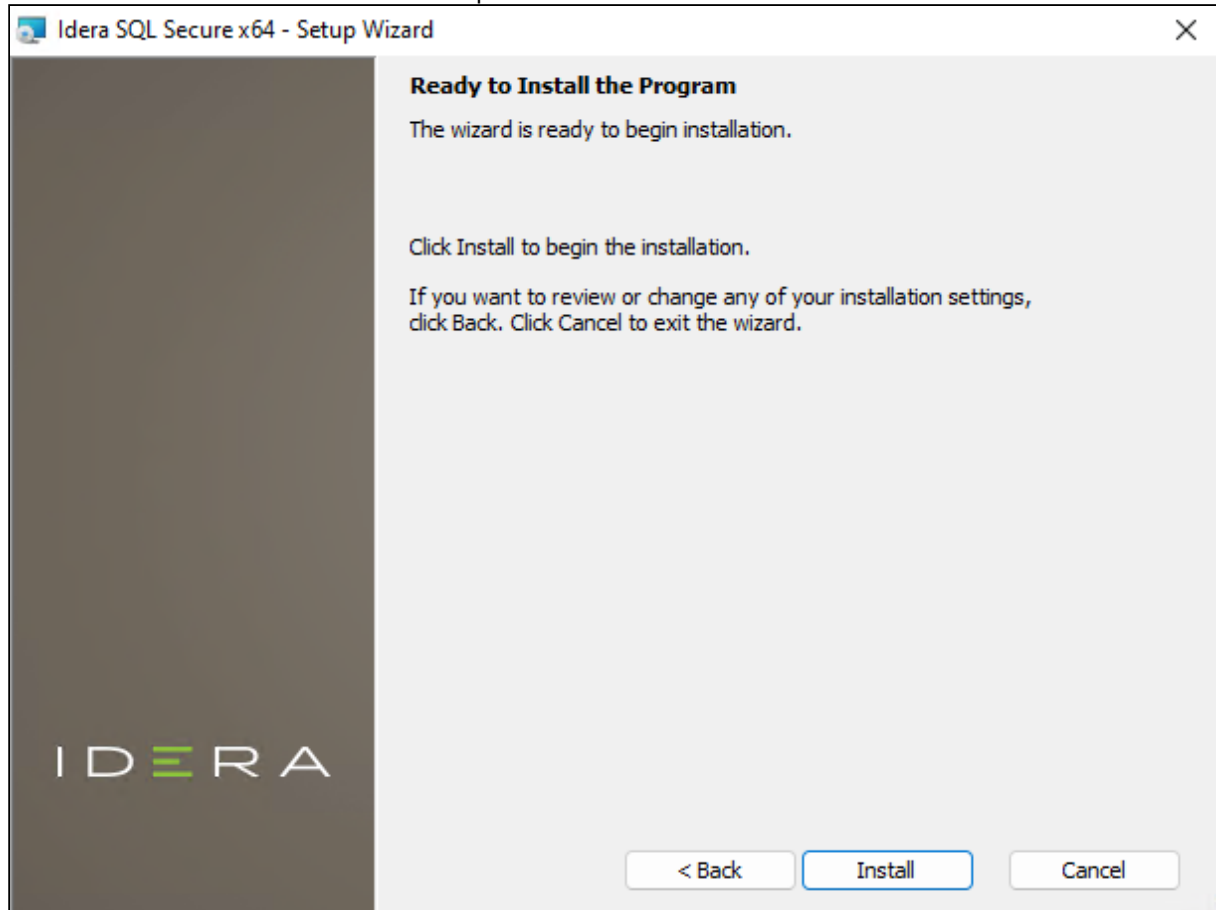 Idera SQL Secure x64 - Setup Wizard
Ready to Install the Program
The wizard is ready to begin installation.
Click Install to begin the installation.
If you want to review or change any of your installation settings,
click Back. Click Cancel to exit the wizard.
IDERA
< Back
Install
Cancel